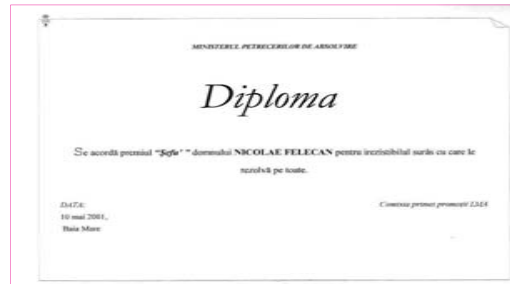 MINISTERUL PETRECERILOR DE ABSOLVIRE
Diploma
Se acordă premiul "Şefu' " domnului NICOLAE FELECAN pentru irezistibilul surâs cu care le
rezolvă pe toate.
DATA:
10 mai 2001,
Baia Mare
Comisia primei promoţii LMA